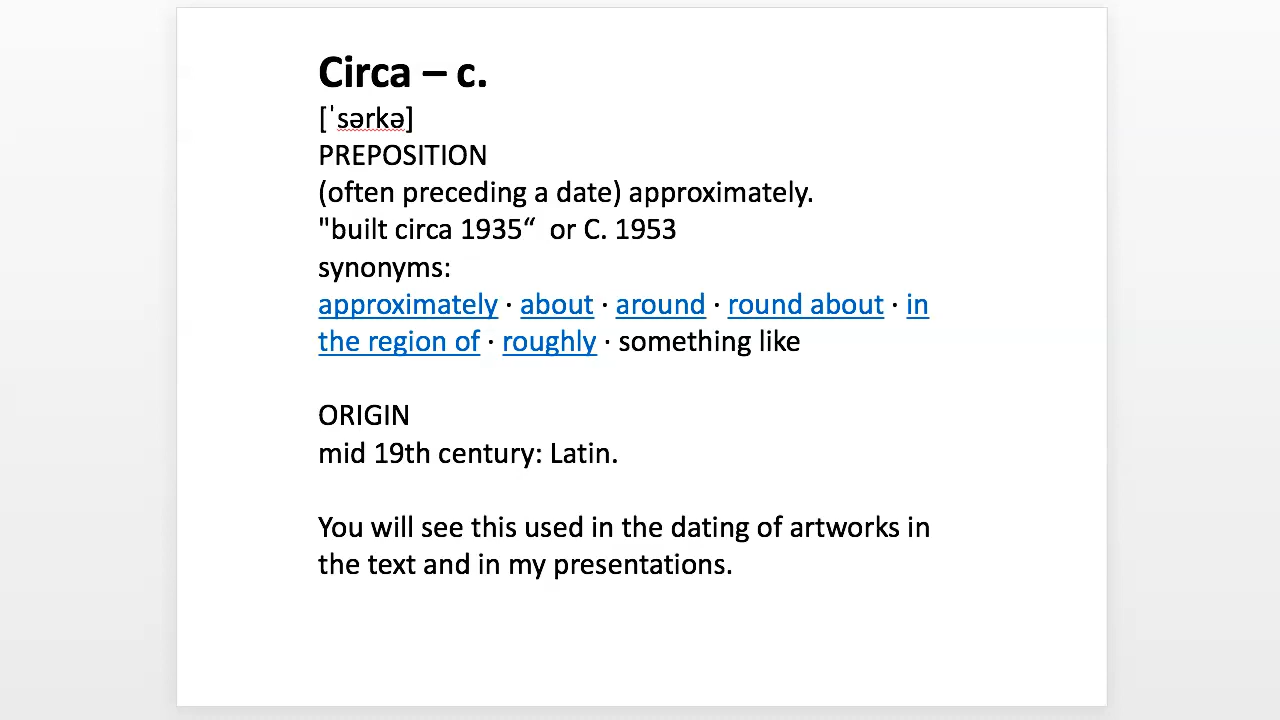 Circa – c.
[ˈsərkə]
PREPOSITION
(often preceding a date) approximately.
"built circa 1935“  or C. 1953
synonyms:
approximately · about · around · round about · in
the region of · roughly · something like
ORIGIN
mid 19th century: Latin.
You will see this used in the dating of artworks in
the text and in my presentations.